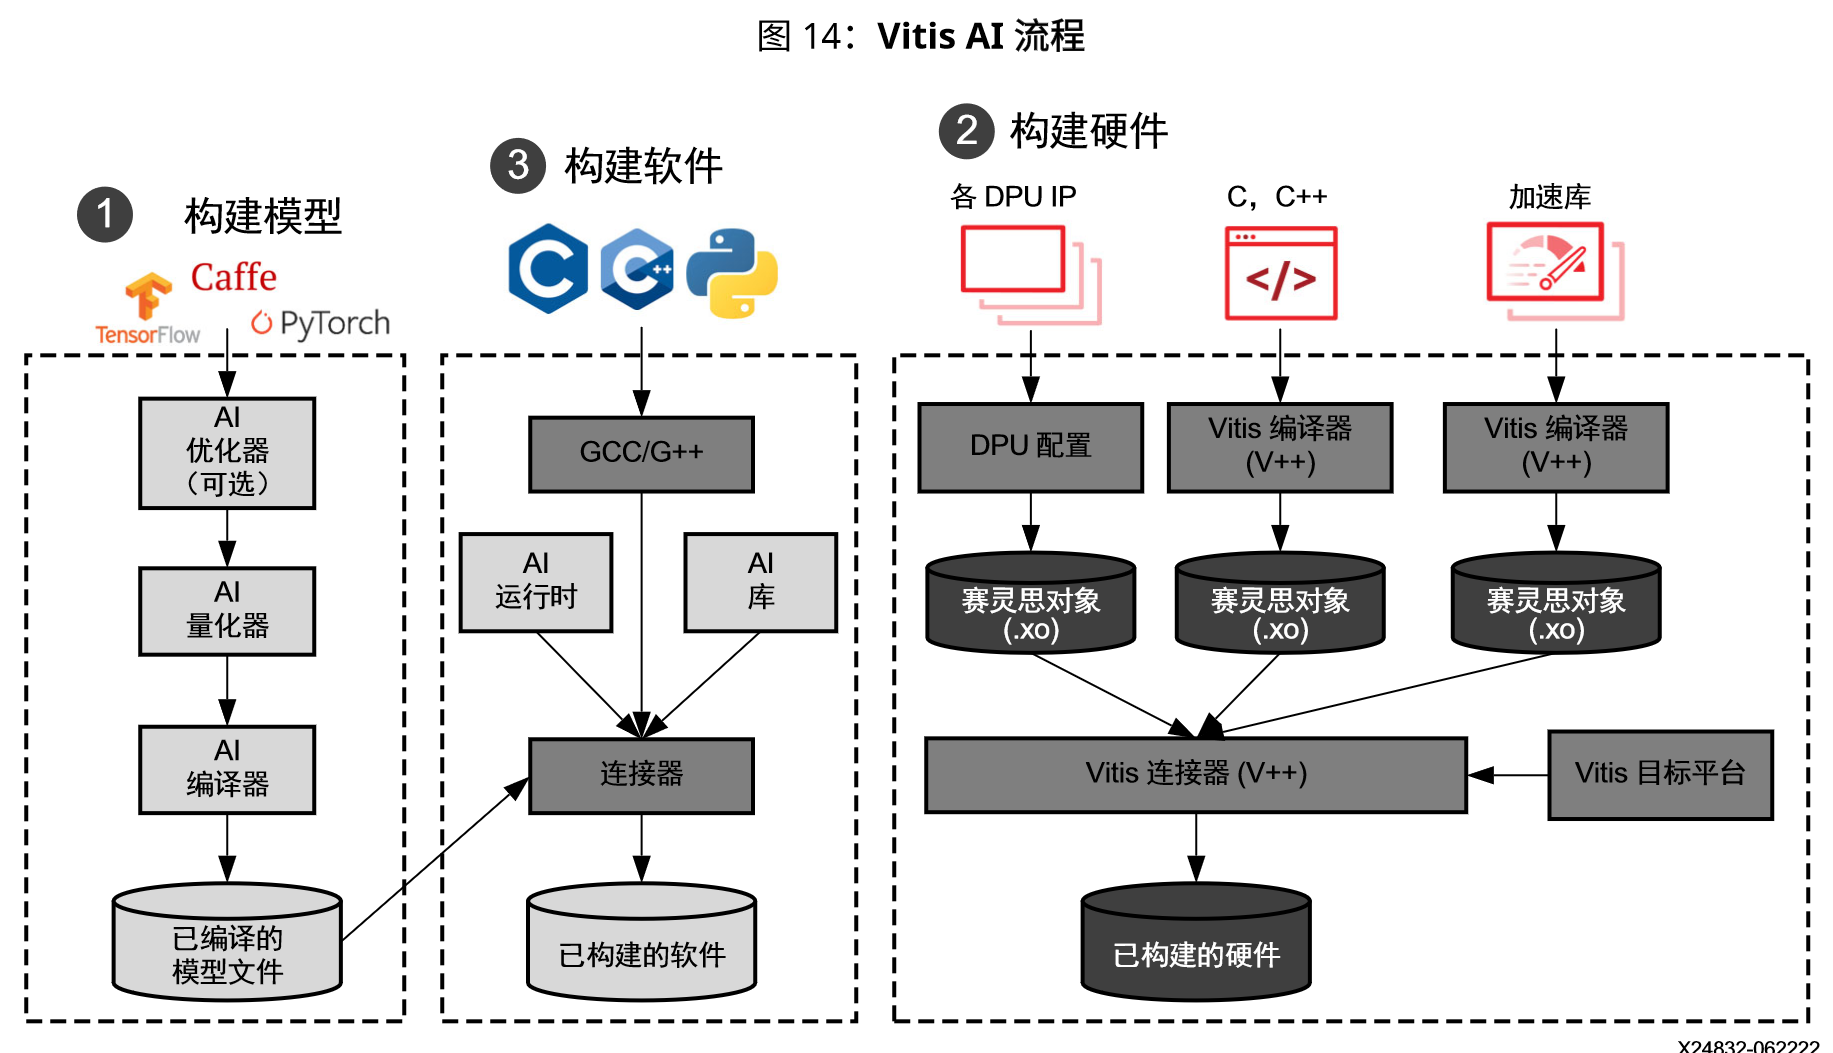 图 14：Vitis AI 流程
1 构建模型
TensorFlow
Caffe
PyTorch
AI
优化器
（可选）
AI
量化器
AI
编译器
已编译的
模型文件
3 构建软件
C
C++
GCC/G++
AI
运行时
AI
库
连接器
已构建的软件
2 构建硬件
各 DPU IP
C，C++
</>
加速库
DPU 配置
Vitis 编译器
(V++)
Vitis 编译器
(V++)
赛灵思对象
(.xo)
赛灵思对象
(.xo)
赛灵思对象
(.xo)
Vitis 连接器 (V++)
Vitis 目标平台
已构建的硬件
X24832-062222